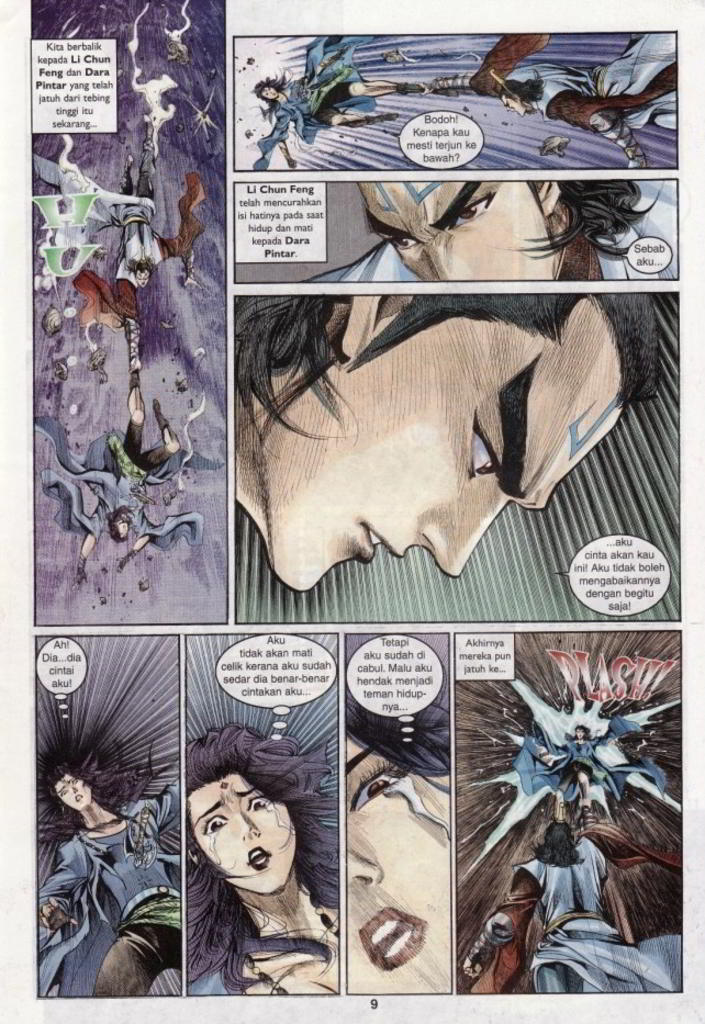 Kita berbalik
kepada Li Chun
Feng dan Dara
Pintar yang telah
jatuh dari tebing
tinggi itu
sekarang...
HU
Bodoh!
Kenapa kau
mesti terjun ke
bawah?
Li Chun Feng
telah mencurahkan
isi hatinya pada saat
hidup dan mati
kepada Dara
Pintar.
Sebab
aku...
...aku
cinta akan kau
ini! Aku tidak boleh
mengabaikanmya
dengan begitu
saja!
Ah!
Dia...dia
cintai
aku!
Aku
tidak akan mati
celik kerana aku sudah
sedar dia benar-benar
cintakan aku...
Tetapi
aku sudah di
cabul. Malu aku
hendak menjadi
teman hidup-
nya...
Akhirnya
mereka pun
jatuh ke...
PLASH!!
9